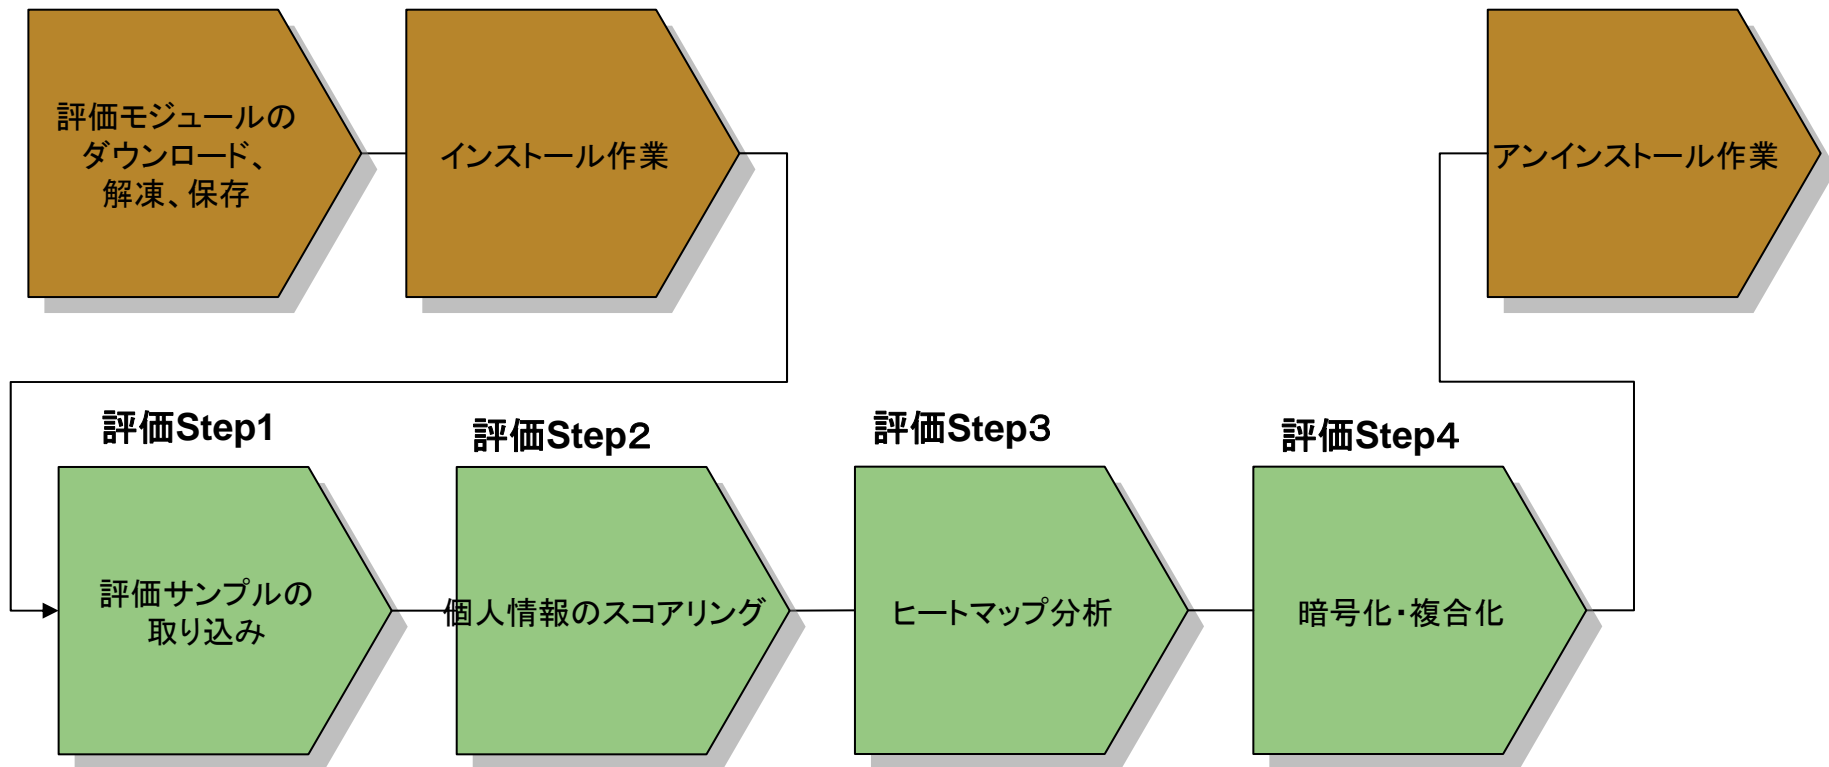 評価モジュールの
ダウンロード、
解凍、保存
インストール作業
アンインストール作業
評価Step1
評価Step２
評価Step３
評価Step４
評価サンプルの
取り込み
個人情報のスコアリング
ヒートマップ分析
暗号化・複合化